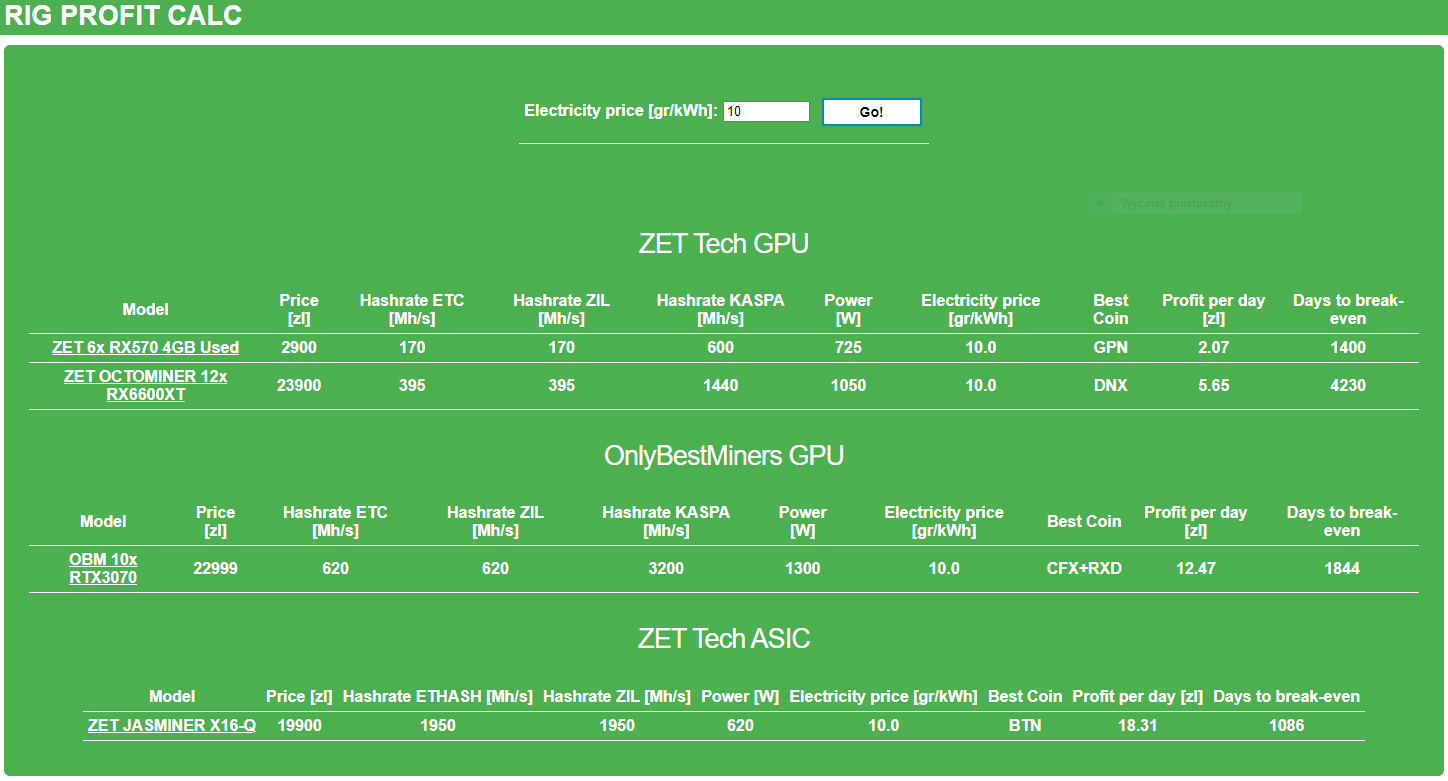 RIG PROFIT CALC
Electricity price [gr/kWh]: 10 Go!
Wycinek prostokątny
ZET Tech GPU
Model Price [zl] Hashrate ETC [Mh/s] Hashrate ZIL [Mh/s] Hashrate KASPA [Mh/s] Power [W] Electricity price [gr/kWh] Best Coin Profit per day [zl] Days to break-even
ZET 6x RX570 4GB Used 2900 170 170 600 725 10.0 GPN 2.07 1400
ZET OCTOMINER 12x RX6600XT 23900 395 395 1440 1050 10.0 DNX 5.65 4230
OnlyBestMiners GPU
Model Price [zl] Hashrate ETC [Mh/s] Hashrate ZIL [Mh/s] Hashrate KASPA [Mh/s] Power [W] Electricity price [gr/kWh] Best Coin Profit per day [zl] Days to break-even
OBM 10x RTX3070 22999 620 620 3200 1300 10.0 CFX+RXD 12.47 1844
ZET Tech ASIC
Model Price [zl] Hashrate ETHASH [Mh/s] Hashrate ZIL [Mh/s] Power [W] Electricity price [gr/kWh] Best Coin Profit per day [zl] Days to break-even
ZET JASMINER X16-Q 19900 1950 1950 620 10.0 BTN 18.31 1086